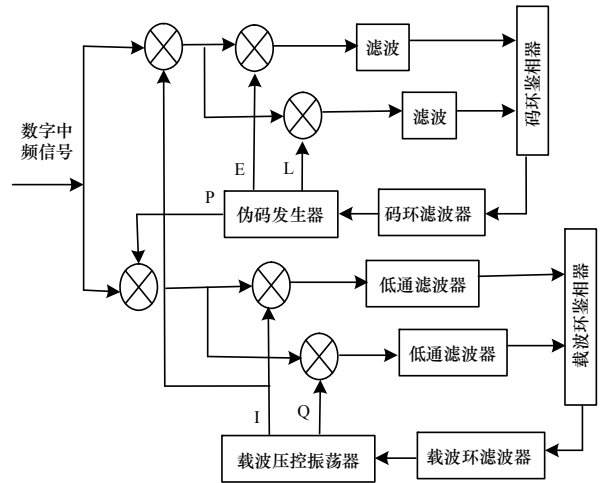 滤波
码环鉴相器
滤波
数字中
频信号
E
L
P
伪码发生器
码环滤波器
低通滤波器
载波环鉴相器
低通滤波器
I
Q
载波压控振荡器
载波环滤波器